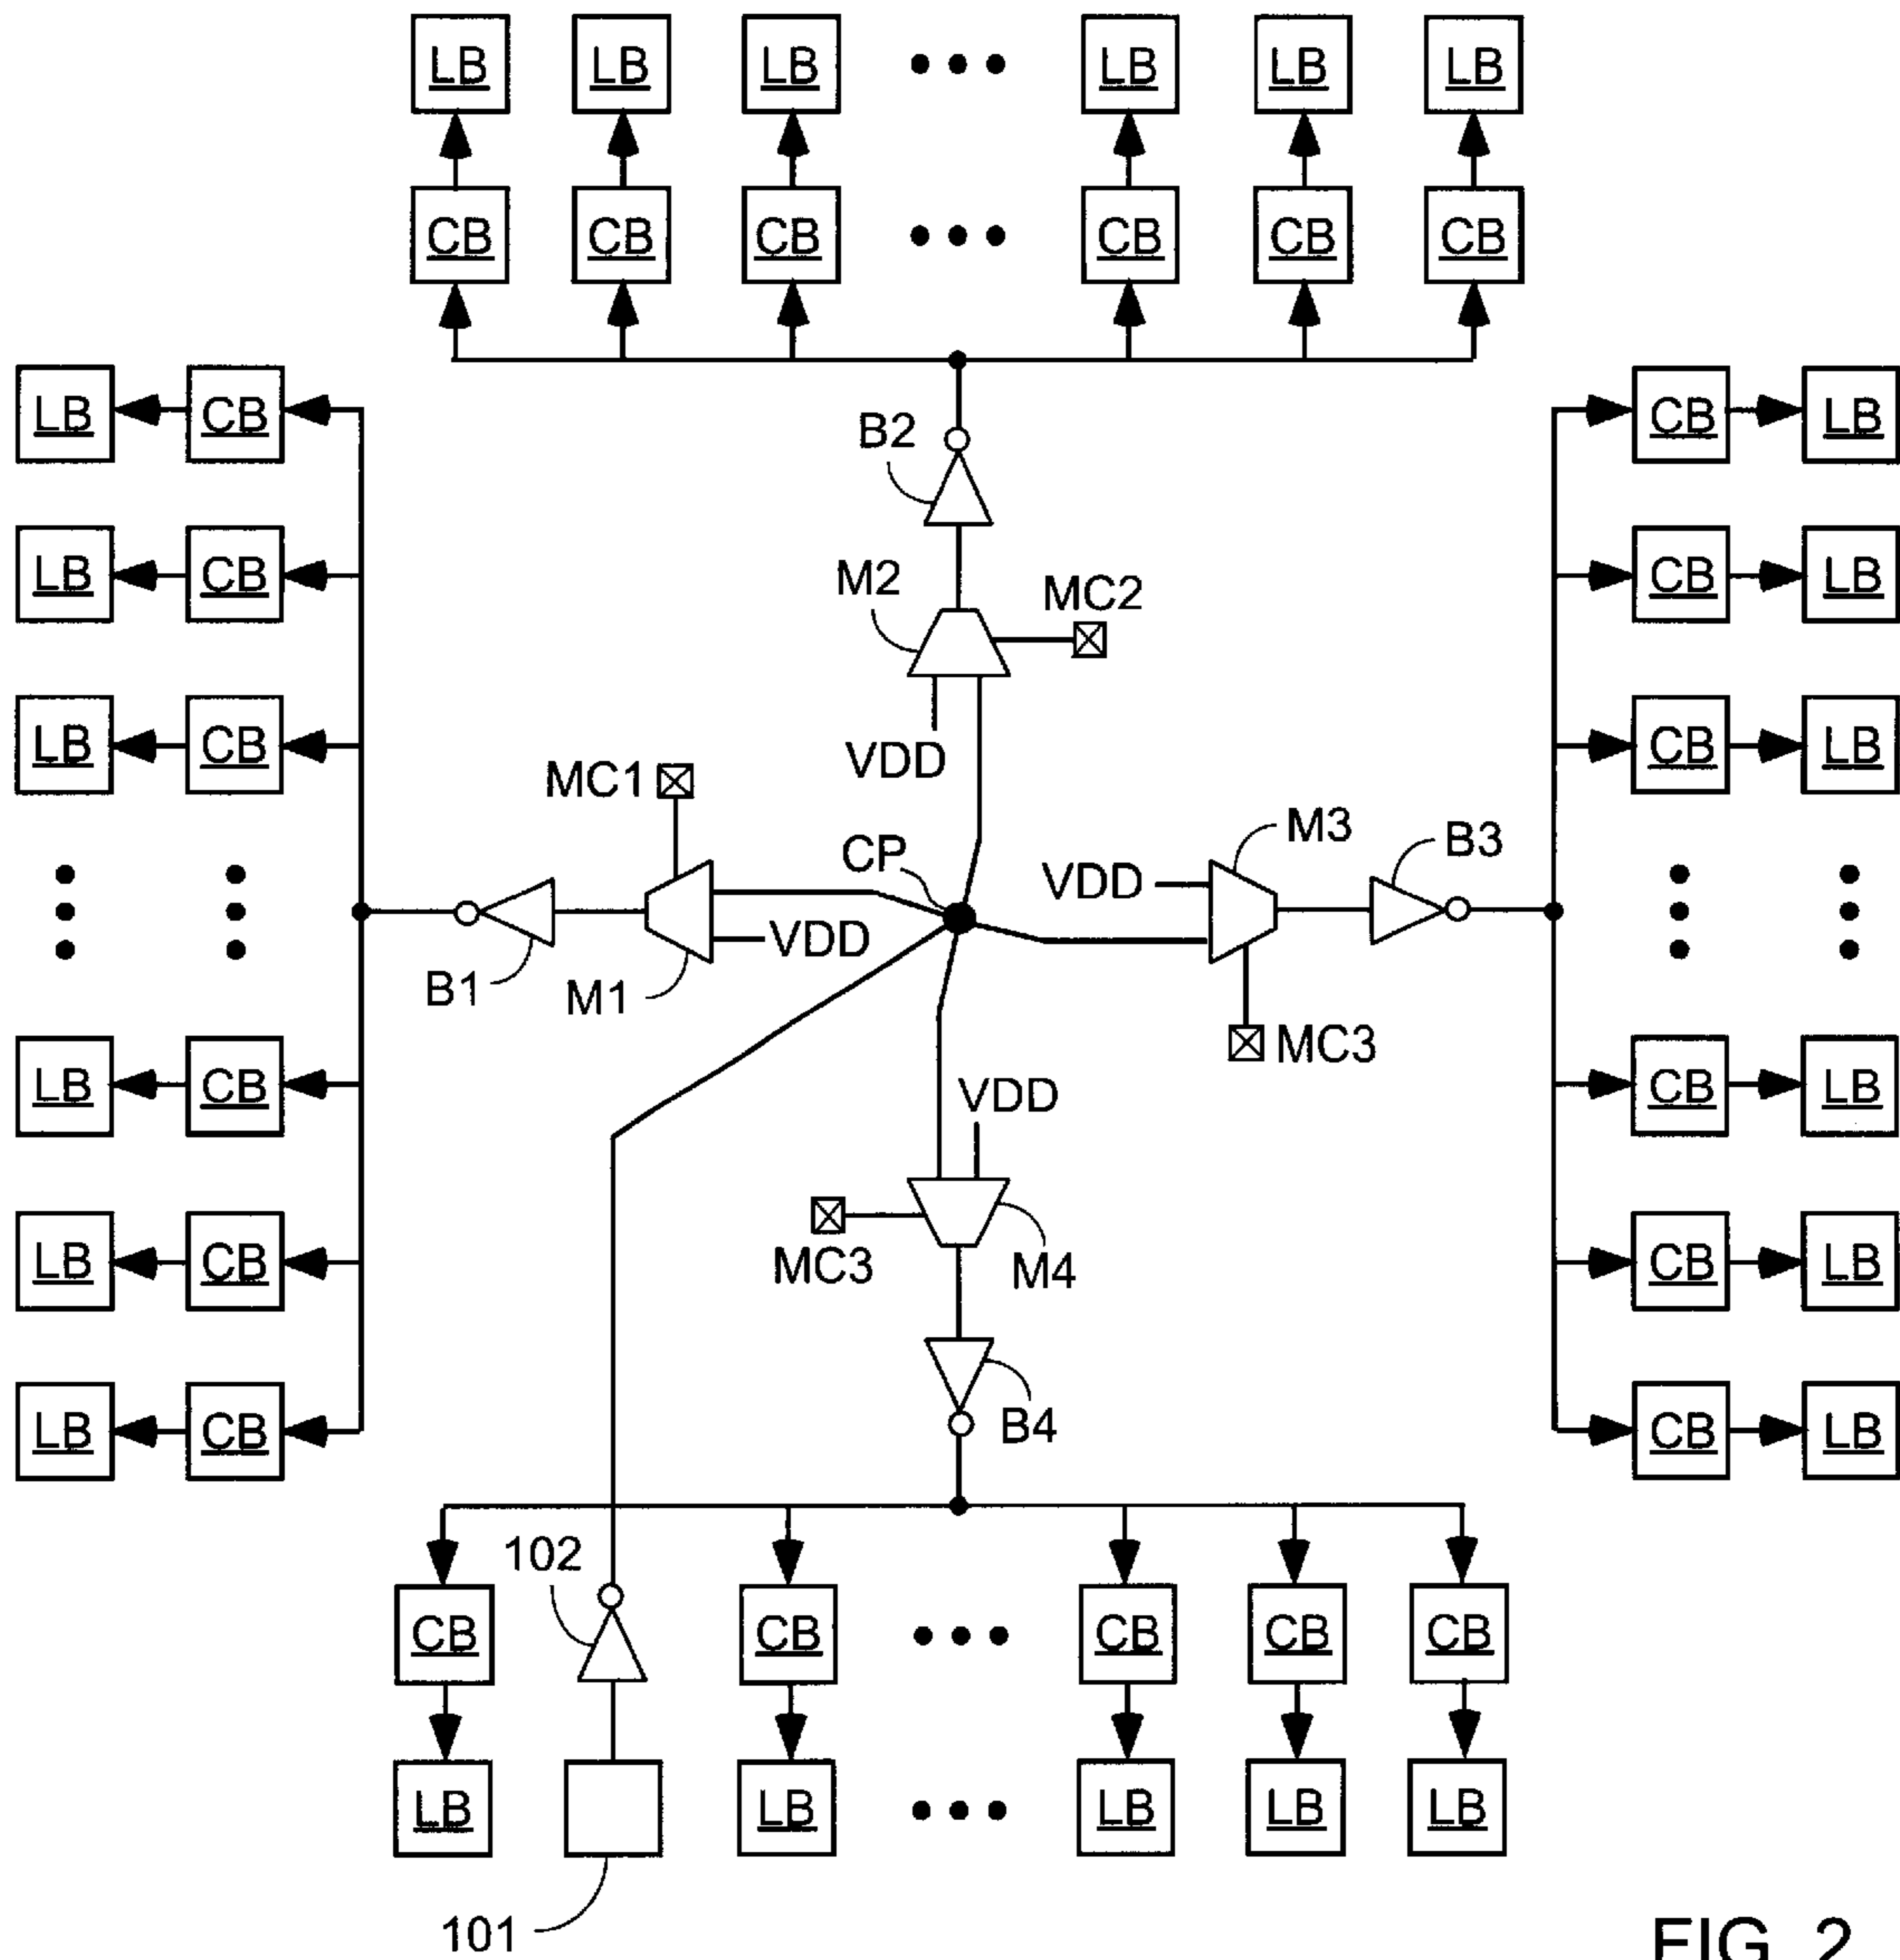 LB LB LB LB LB LB
CB CB CB CB CB CB
LB CB B2 CB LB
LB CB M2 MC2 CB LB
LB CB VDD CB LB
MC1 CP VDD M3 B3
VDD
B1 M1 MC3
LB CB VDD CB LB
LB CB MC3 M4 CB LB
LB CB B4 CB LB
102
CB CB CB CB CB
LB LB LB LB LB
101
FIG. 2